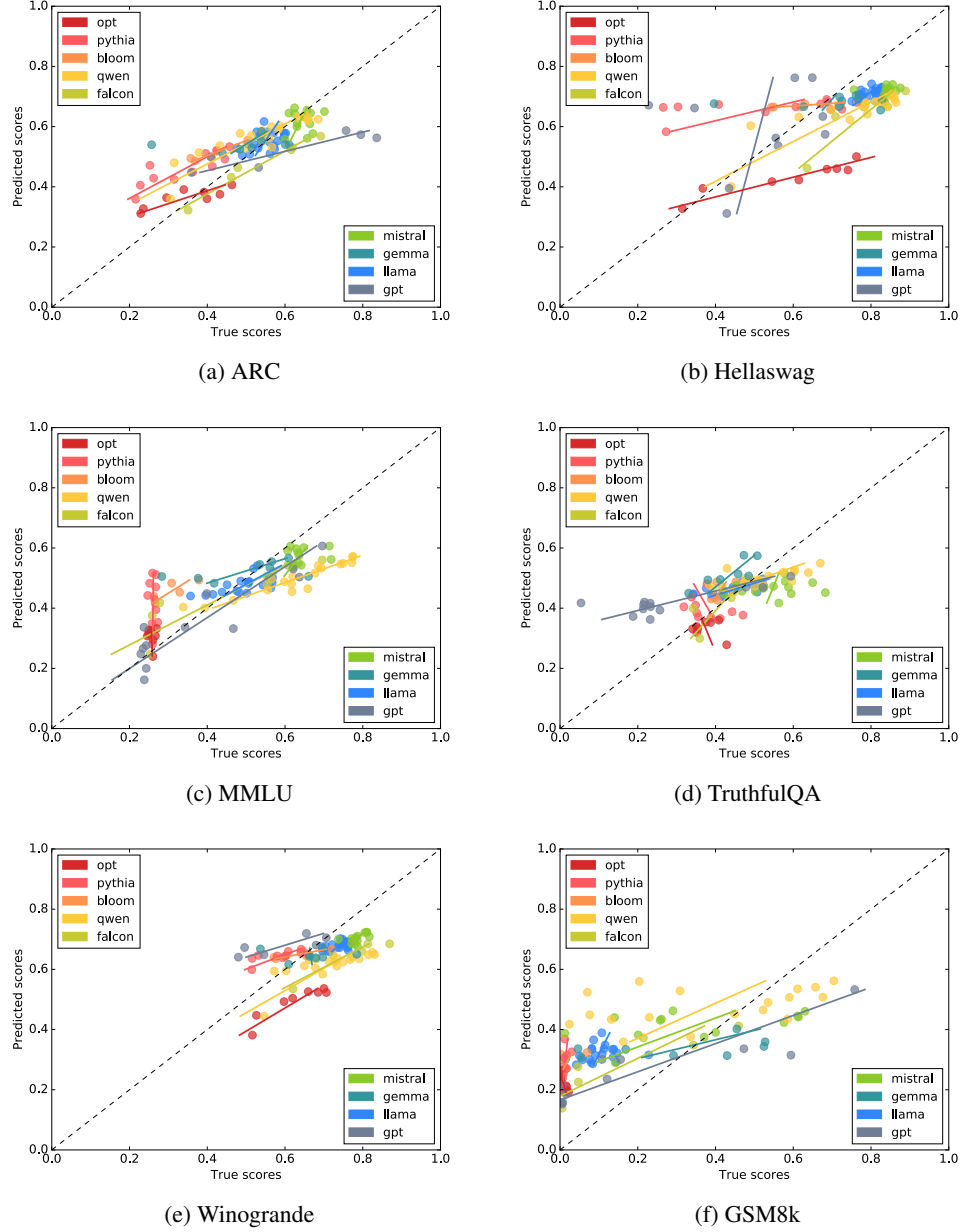 1.0
0.8
0.6
0.4
0.2
0.0
Predicted scores
opt
pythia
bloom
qwen
falcon
mistral
gemma
llama
gpt
0.0 0.2 0.4 0.6 0.8 1.0
True scores
(a) ARC
1.0
0.8
0.6
0.4
0.2
0.0
Predicted scores
opt
pythia
bloom
qwen
falcon
mistral
gemma
llama
gpt
0.0 0.2 0.4 0.6 0.8 1.0
True scores
(b) Hellaswag
1.0
0.8
0.6
0.4
0.2
0.0
Predicted scores
opt
pythia
bloom
qwen
falcon
mistral
gemma
llama
gpt
0.0 0.2 0.4 0.6 0.8 1.0
True scores
(c) MMLU
1.0
0.8
0.6
0.4
0.2
0.0
Predicted scores
opt
pythia
bloom
qwen
falcon
mistral
gemma
llama
gpt
0.0 0.2 0.4 0.6 0.8 1.0
True scores
(d) TruthfulQA
1.0
0.8
0.6
0.4
0.2
0.0
Predicted scores
opt
pythia
bloom
qwen
falcon
mistral
gemma
llama
gpt
0.0 0.2 0.4 0.6 0.8 1.0
True scores
(e) Winogrande
1.0
0.8
0.6
0.4
0.2
0.0
Predicted scores
opt
pythia
bloom
qwen
falcon
mistral
gemma
llama
gpt
0.0 0.2 0.4 0.6 0.8 1.0
True scores
(f) GSM8k